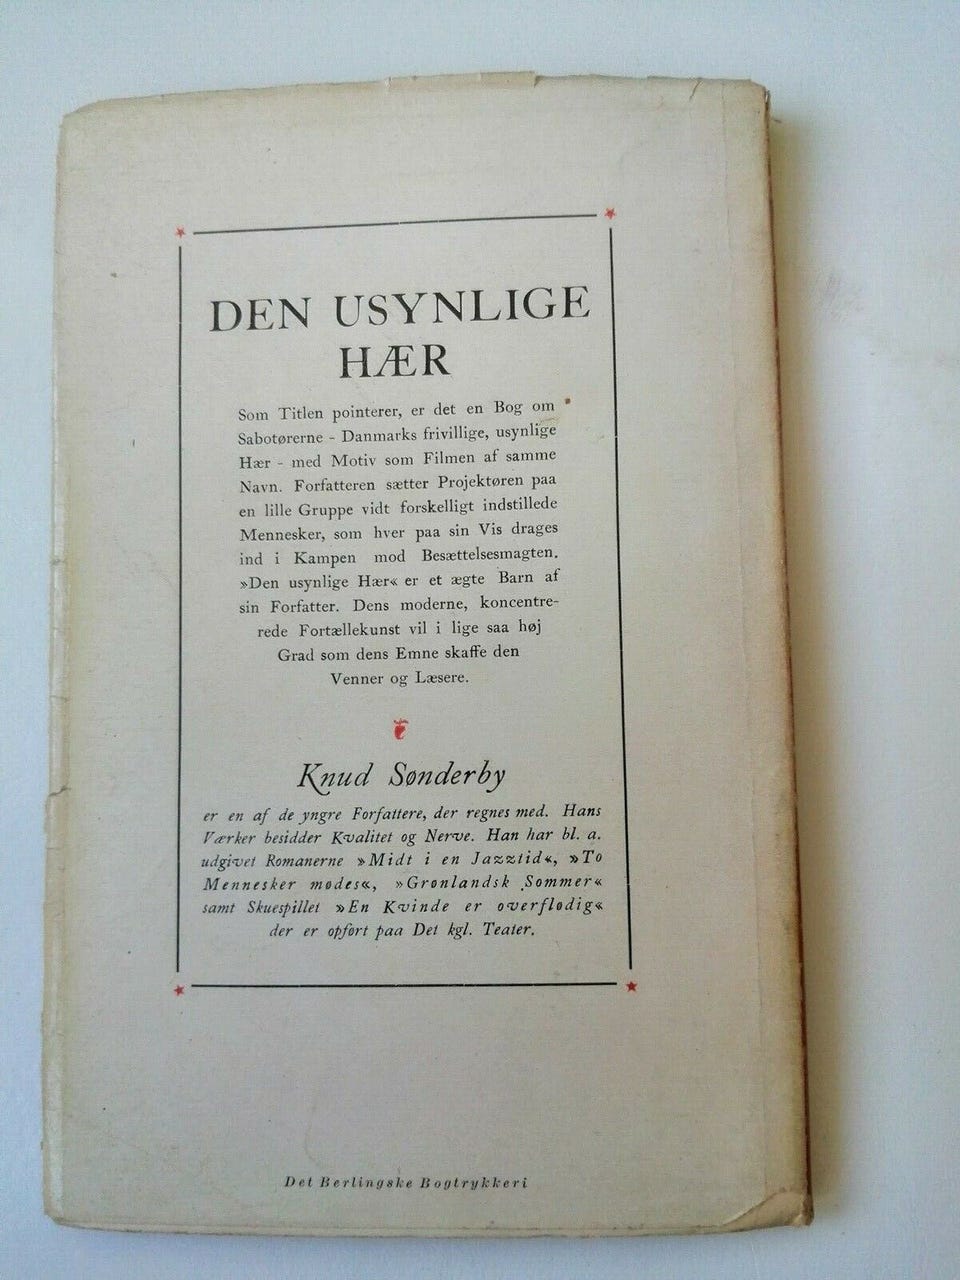 DEN USYNLIGE
HÆR
Som Titlen pointerer, er det en Bog om
Sabotørerne - Danmarks frivillige, usynlige
Hær - med Motiv som Filmen af samme
Navn. Forfatteren sætter Projektøren paa
en lille Gruppe vidt forskelligt indstillede
Mennesker, som hver paa sin Vis drages
ind i Kampen mod Besættelsesmagten.
»Den usynlige Hær« er et ægte Barn af
sin Forfatter. Dens moderne, koncentre-
rede Fortællekunst vil i lige saa høj
Grad som dens Emne skaffe den
Venner og Læsere.
Knud Sønderby
er en af de yngre Forfattere, der regnes med. Hans
Værker besidder Kvalitet og Nerve. Han har bl. a.
udgivet Romanerne »Midt i en Jazztid«, »To
Mennesker mødes«, »Grønlandsk Sommer«
samt Skuespillet »En Kvinde er overflødig«
der er opført paa Det kgl. Teater.
Det Berlingske Bogtrykkeri